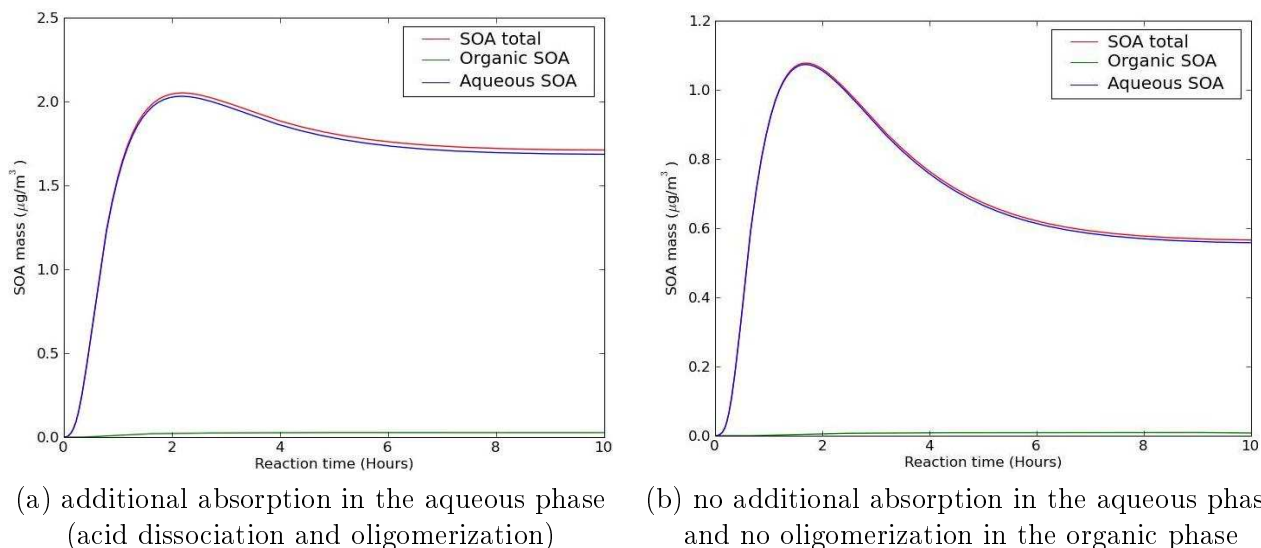 2.5
2.0
1.5
1.0
0.5
0.0
SOA mass (μg/m³)
0 2 4 6 8 10
Reaction time (Hours)
SOA total
Organic SOA
Aqueous SOA
(a) additional absorption in the aqueous phase
(acid dissociation and oligomerization)
1.2
1.0
0.8
0.6
0.4
0.2
0.0
SOA mass (μg/m³)
0 2 4 6 8 10
Reaction time (Hours)
SOA total
Organic SOA
Aqueous SOA
(b) no additional absorption in the aqueous phas
and no oligomerization in the organic phase